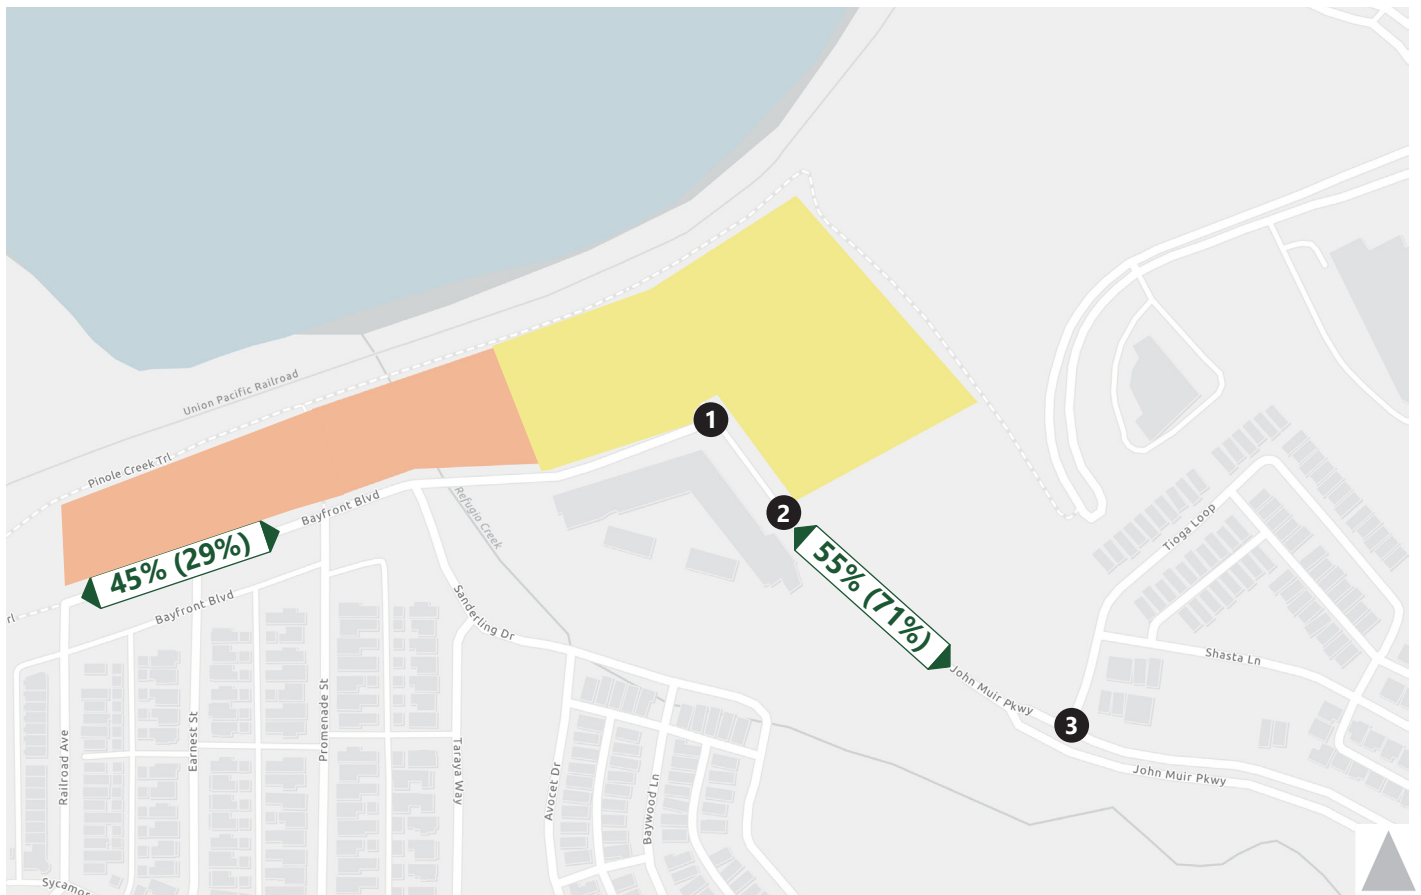 Union Pacific Railroad
Pinole Creek Trl
1
Bayfront Blvd
Refugio Creek
2
Tioga Loop
45% (29%)
55% (71%)
Bayfront Blvd
rl
Sanderling Dr
Shasta Ln
John Muir Pkwy
3
John Muir Pkwy
Railroad Ave
Earnest St
Promenade St
Taraya Way
Avocet Dr
Baywood Ln
Sycamor